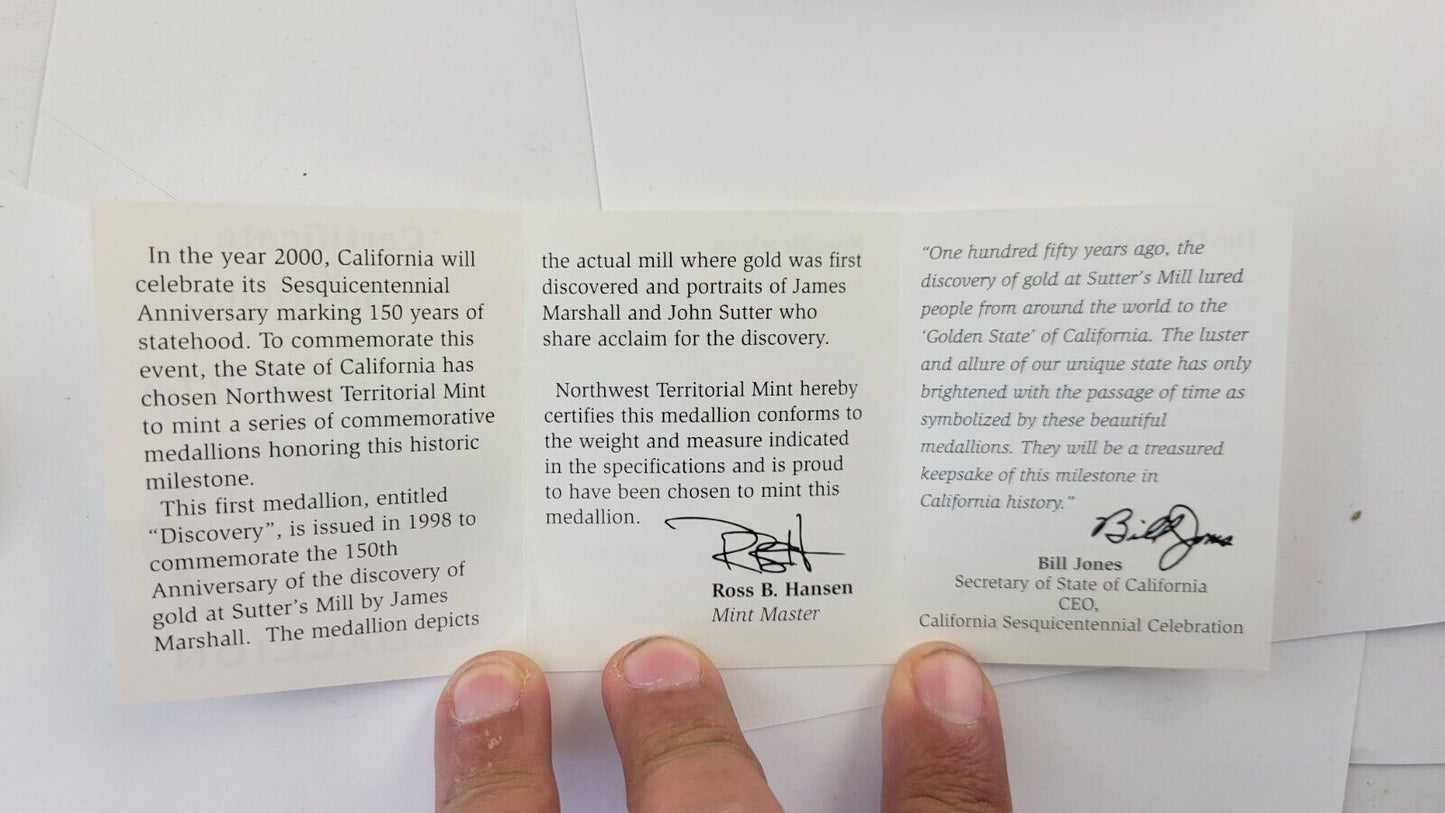 In the year 2000, California will
celebrate its Sesquicentennial
Anniversary marking 150 years of
statehood. To commemorate this
event, the State of California has
chosen Northwest Territorial Mint
to mint a series of commemorative
medallions honoring this historic
milestone.
This first medallion, entitled
“Discovery”, is issued in 1998 to
commemorate the 150th
Anniversary of the discovery of
gold at Sutter’s Mill by James
Marshall. The medallion depicts
the actual mill where gold was first
discovered and portraits of James
Marshall and John Sutter who
share acclaim for the discovery.
Northwest Territorial Mint hereby
certifies this medallion conforms to
the weight and measure indicated
in the specifications and is proud
to have been chosen to mint this
medallion.
RBH
Ross B. Hansen
Mint Master
“One hundred fifty years ago, the
discovery of gold at Sutter’s Mill lured
people from around the world to the
‘Golden State’ of California. The luster
and allure of our unique state has only
brightened with the passage of time as
symbolized by these beautiful
medallions. They will be a treasured
keepsake of this milestone in
California history.”
Bill Jones
Bill Jones
Secretary of State of California
CEO,
California Sesquicentennial Celebration